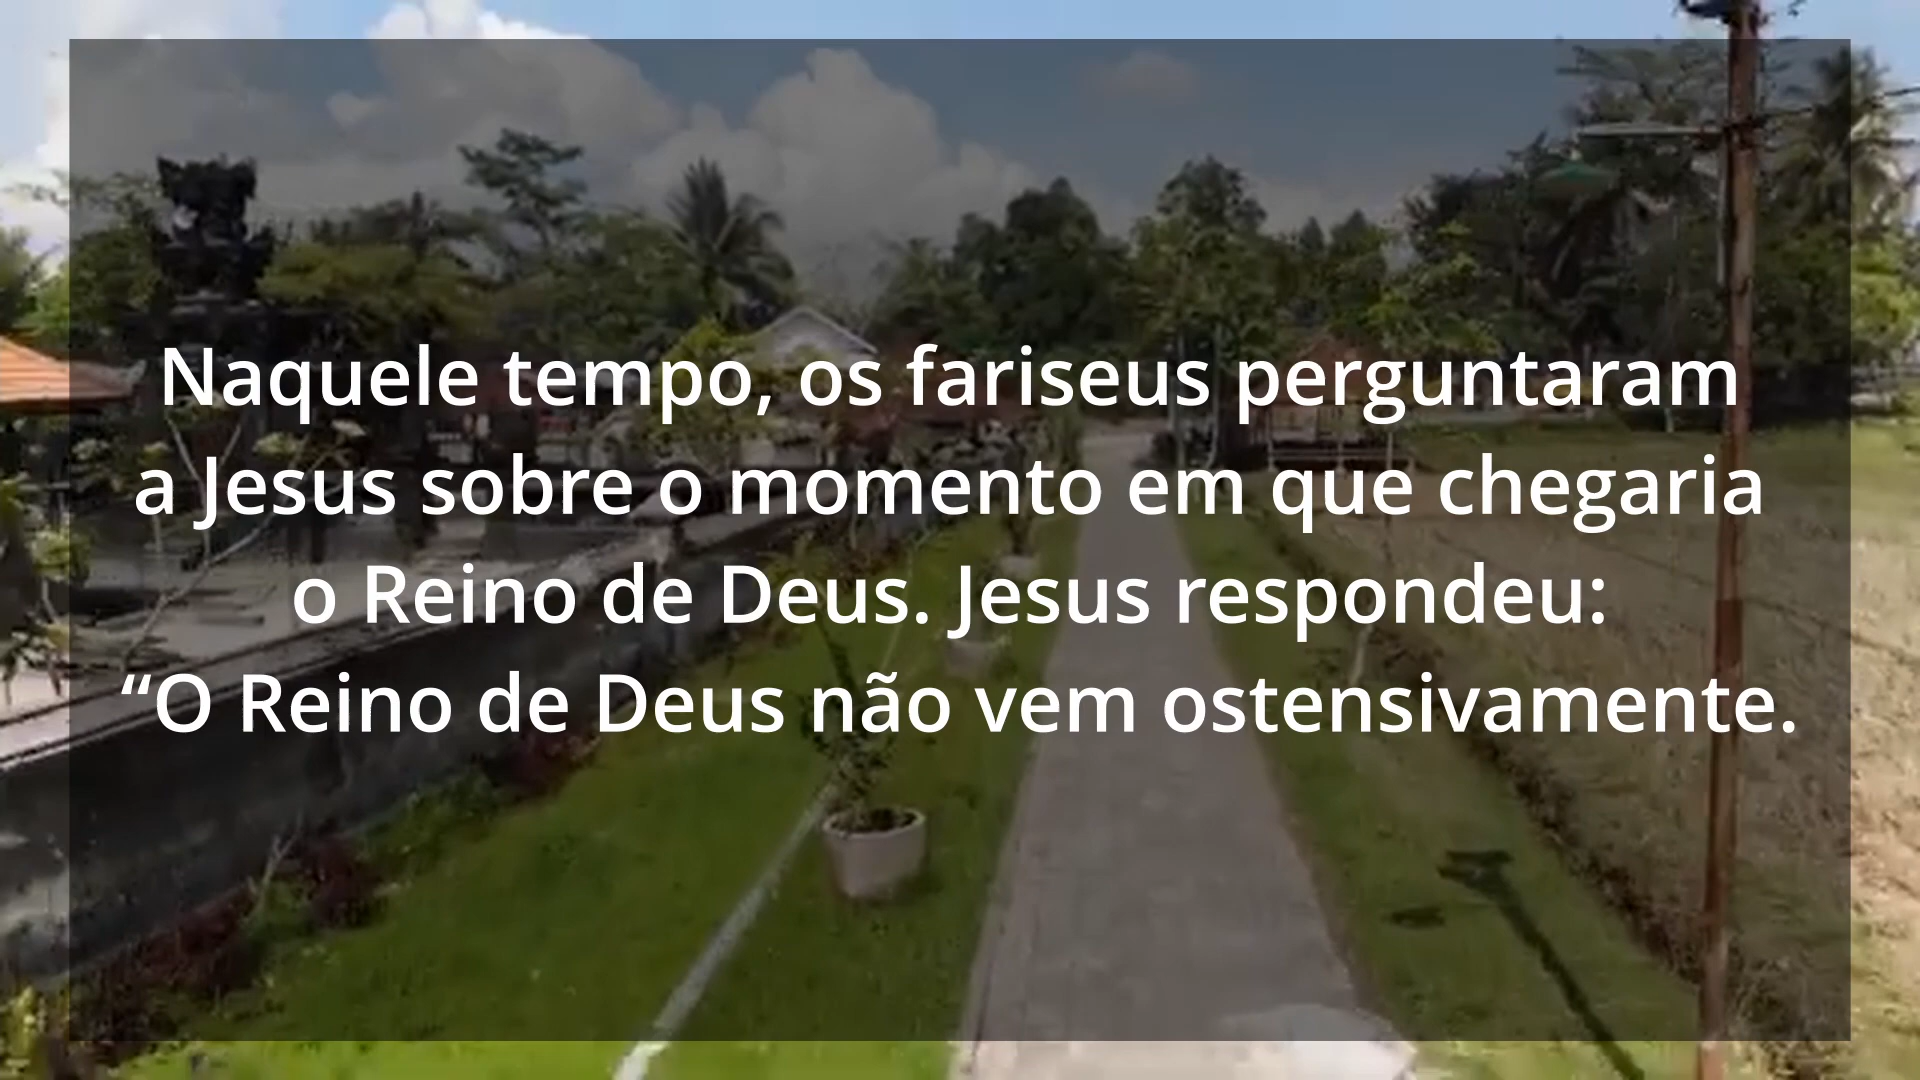 Naquele tempo, os fariseus perguntaram
a Jesus sobre o momento em que chegaria
o Reino de Deus. Jesus respondeu:
“O Reino de Deus não vem ostensivamente.